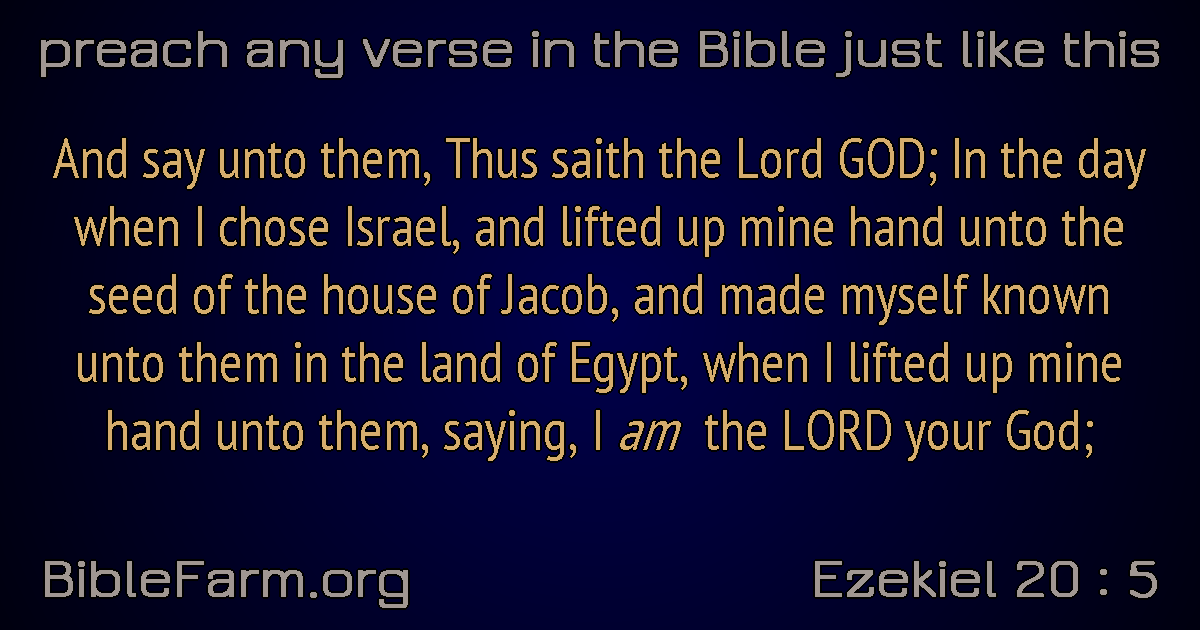 preach any verse in the Bible just like this
And say unto them, Thus saith the Lord GOD; In the day
when I chose Israel, and lifted up mine hand unto the
seed of the house of Jacob, and made myself known
unto them in the land of Egypt, when I lifted up mine
hand unto them, saying, I am the LORD your God;
BibleFarm.org
Ezekiel 20 : 5